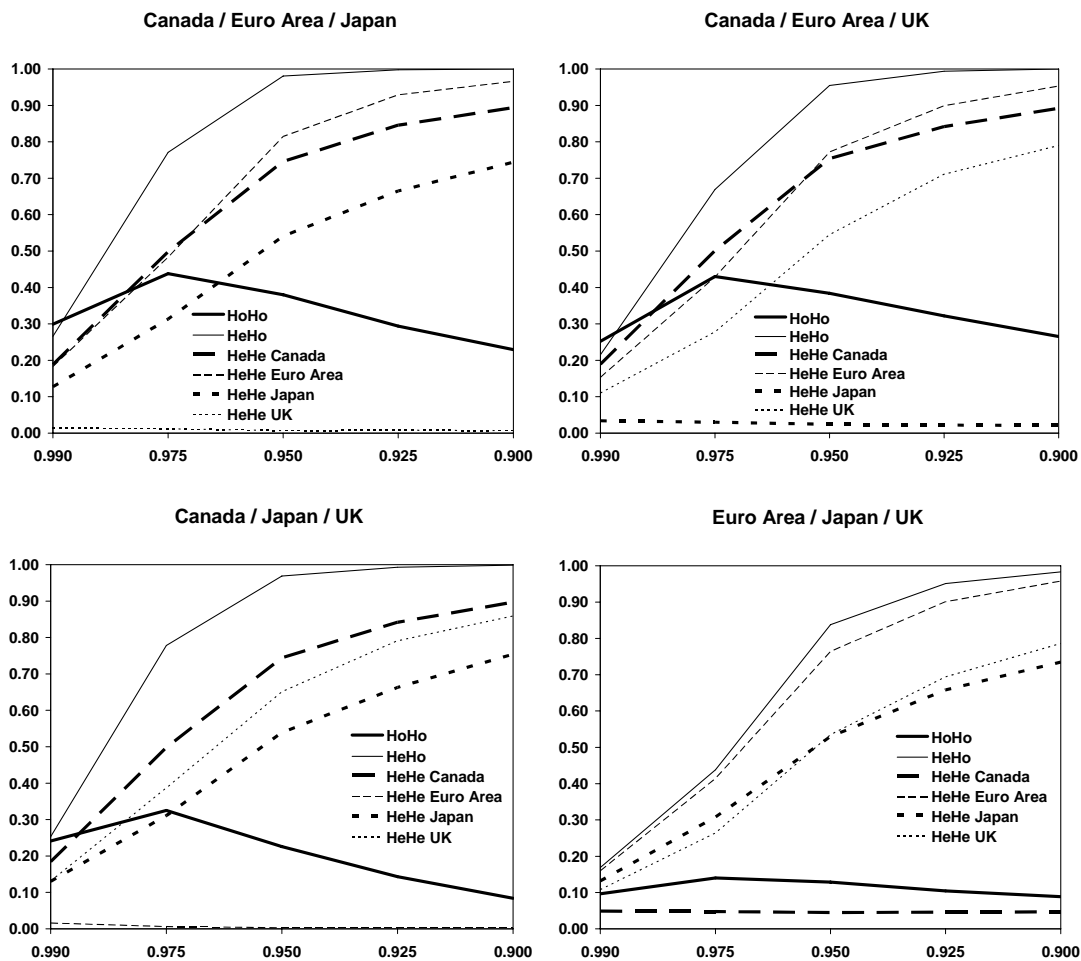 Canada / Euro Area / Japan
1.00
0.90
0.80
0.70
0.60
0.50
0.40
0.30
0.20
0.10
0.00
0.990 0.975 0.950 0.925 0.900
HoHo
HeHo
HeHe Canada
HeHe Euro Area
HeHe Japan
HeHe UK
Canada / Euro Area / UK
1.00
0.90
0.80
0.70
0.60
0.50
0.40
0.30
0.20
0.10
0.00
0.990 0.975 0.950 0.925 0.900
HoHo
HeHo
HeHe Canada
HeHe Euro Area
HeHe Japan
HeHe UK
Canada / Japan / UK
1.00
0.90
0.80
0.70
0.60
0.50
0.40
0.30
0.20
0.10
0.00
0.990 0.975 0.950 0.925 0.900
HoHo
HeHo
HeHe Canada
HeHe Euro Area
HeHe Japan
HeHe UK
Euro Area / Japan / UK
1.00
0.90
0.80
0.70
0.60
0.50
0.40
0.30
0.20
0.10
0.00
0.990 0.975 0.950 0.925 0.900
HoHo
HeHo
HeHe Canada
HeHe Euro Area
HeHe Japan
HeHe UK